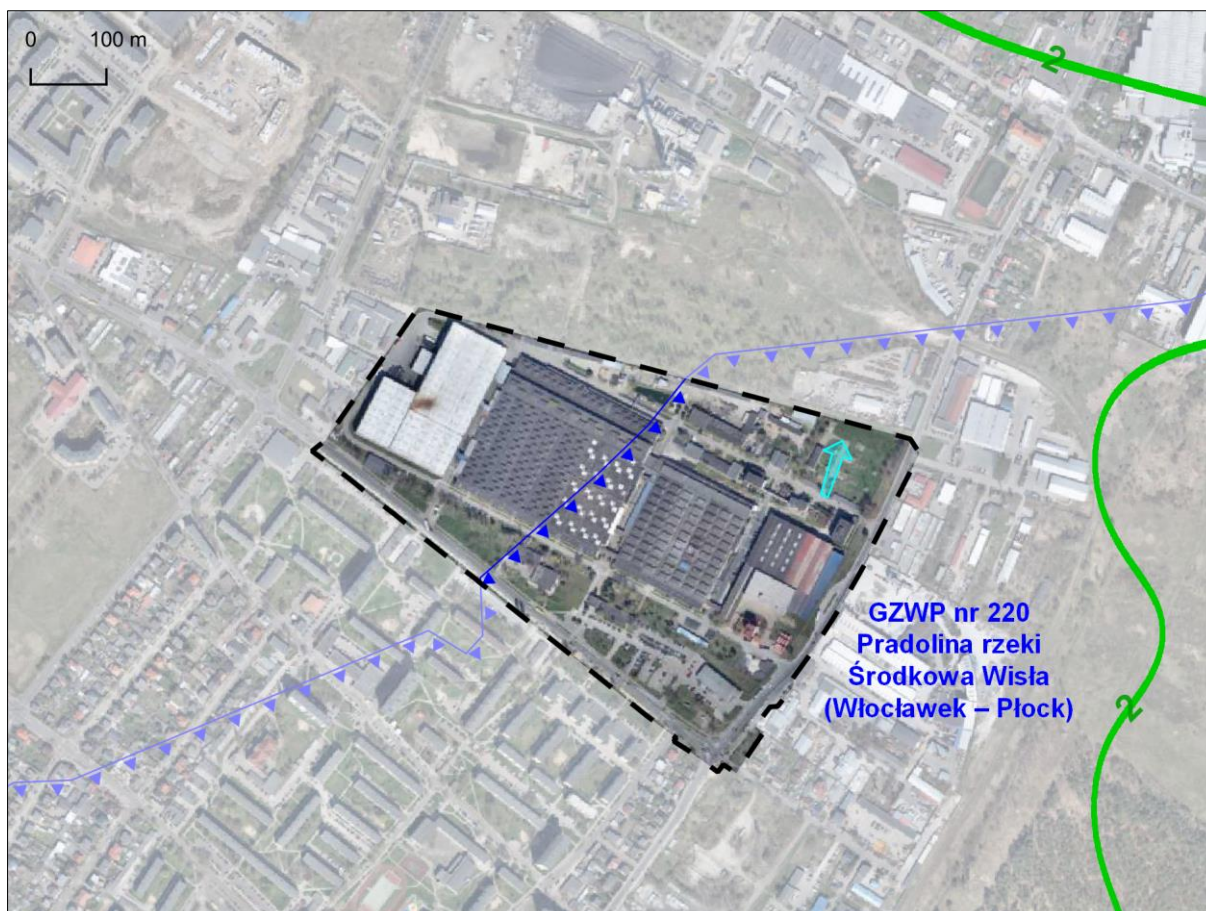 0 100 m
2
GZWP nr 220
Pradolina rzeki
Środkowa Wisła
(Włocławek – Płock)
2